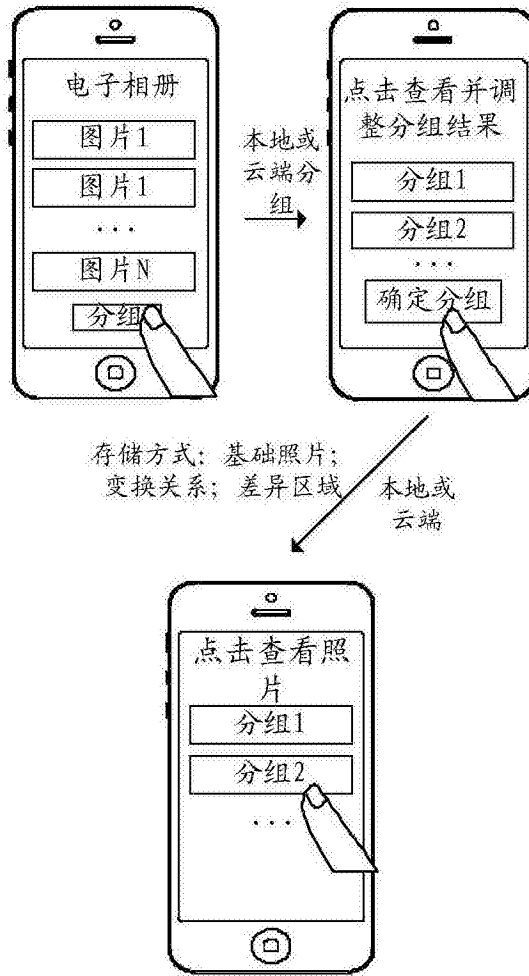 电子相册
图片1
图片1
...
图片N
分组
本地或
云端分
组
点击查看并调
整分组结果
分组1
分组2
...
确定分组
存储方式：基础照片；
变换关系；差异区域
本地或
云端
点击查看照
片
分组1
分组2
...